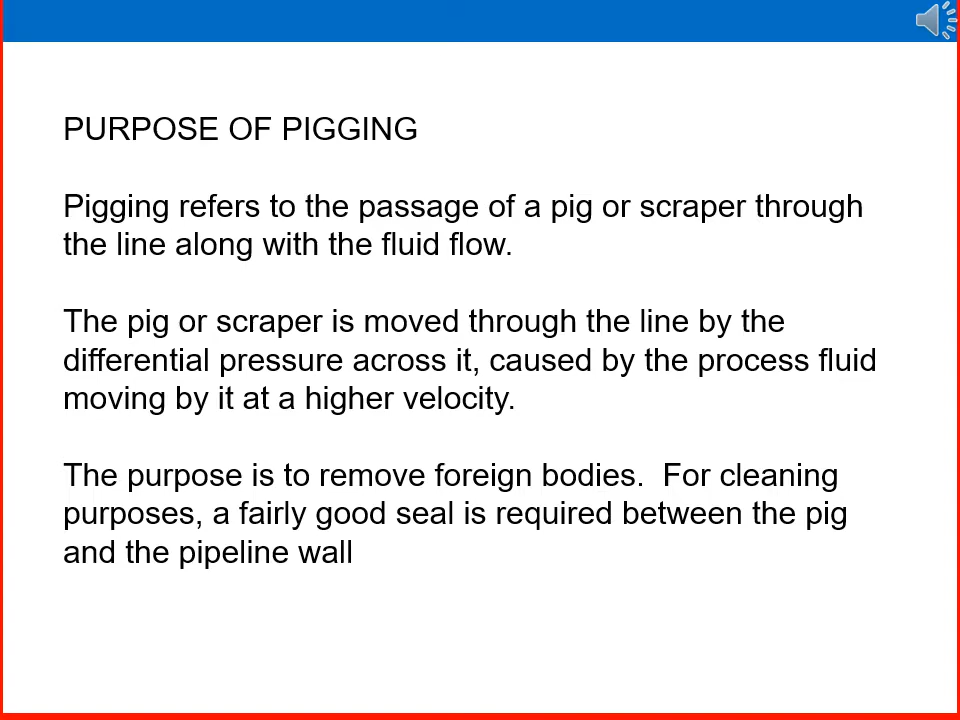 PURPOSE OF PIGGING
Pigging refers to the passage of a pig or scraper through
the line along with the fluid flow.
The pig or scraper is moved through the line by the
differential pressure across it, caused by the process fluid
moving by it at a higher velocity.
The purpose is to remove foreign bodies.  For cleaning
purposes, a fairly good seal is required between the pig
and the pipeline wall